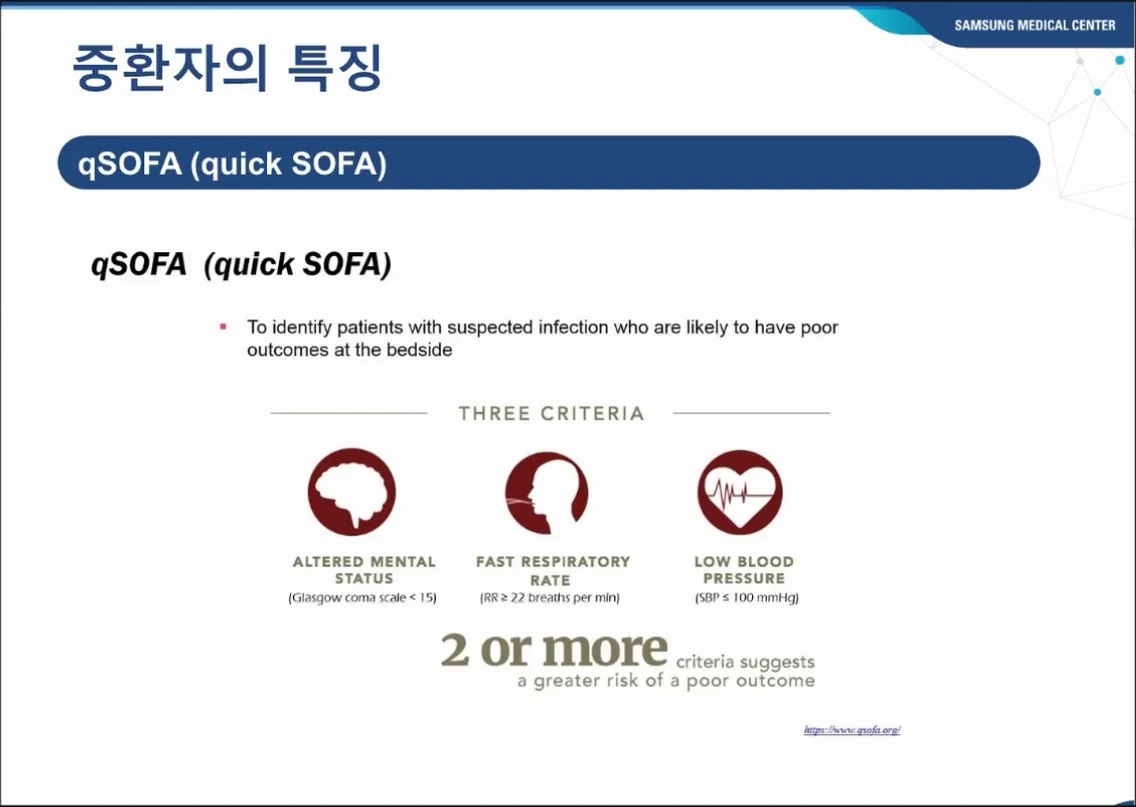 SAMSUNG MEDICAL CENTER
중환자의 특징
qSOFA (quick SOFA)
qSOFA (quick SOFA)
To identify patients with suspected infection who are likely to have poor
outcomes at the bedside
THREE CRITERIA
ALTERED MENTAL
STATUS
(Glasgow coma scale < 15)
FAST RESPIRATORY
RATE
(RR ≥ 22 breaths per min)
LOW BLOOD
PRESSURE
(SBP ≤ 100 mmHg)
2 or more criteria suggests
a greater risk of a poor outcome
https://www.qsofa.org/